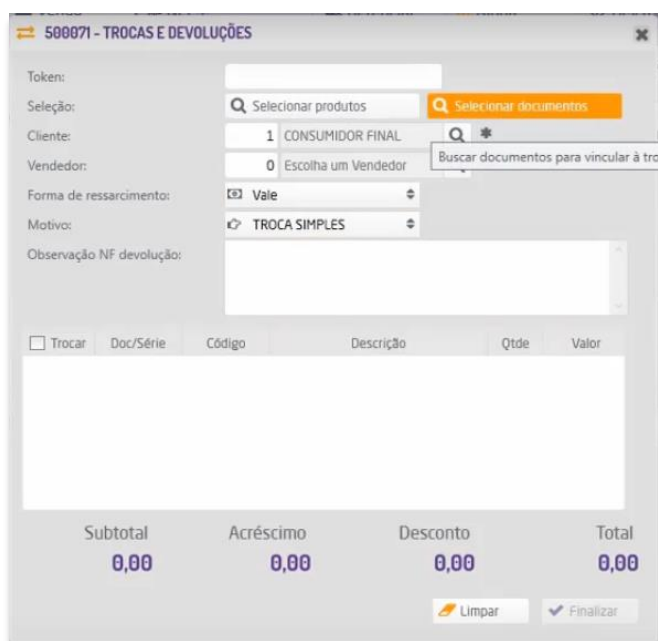 500071 - TROCAS E DEVOLUÇÕES
Token:
Seleção: Selecionar produtos Selecionar documentos
Cliente: 1 CONSUMIDOR FINAL
Buscar documentos para vincular à tro
Vendedor: 0 Escolha um Vendedor
Forma de ressarcimento: Vale
Motivo: TROCA SIMPLES
Observação NF devolução:
Trocar Doc/Série Código Descrição Qtde Valor
Subtotal Acréscimo Desconto Total
0,00 0,00 0,00 0,00
Limpar Finalizar